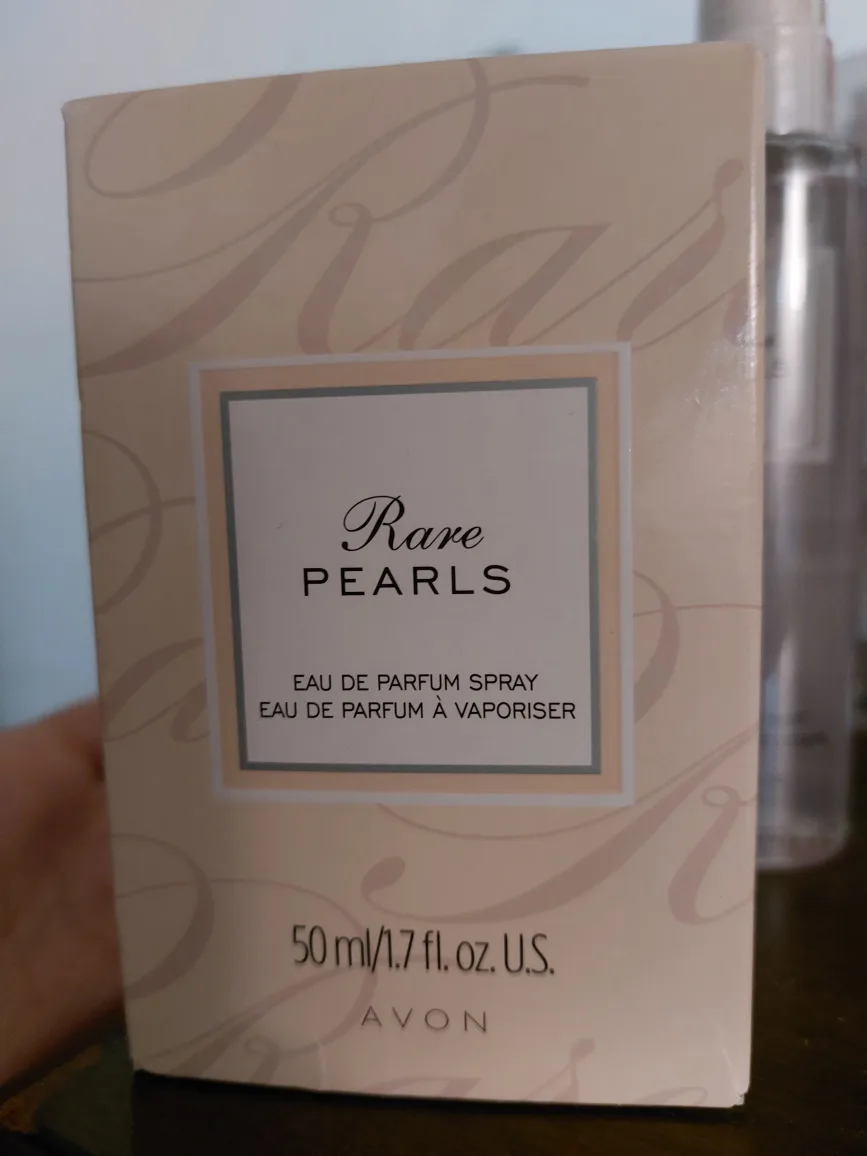 Rare
PEARLS
EAU DE PARFUM SPRAY
EAU DE PARFUM À VAPORISER
50 ml/1.7 fl. oz. U.S.
AVON